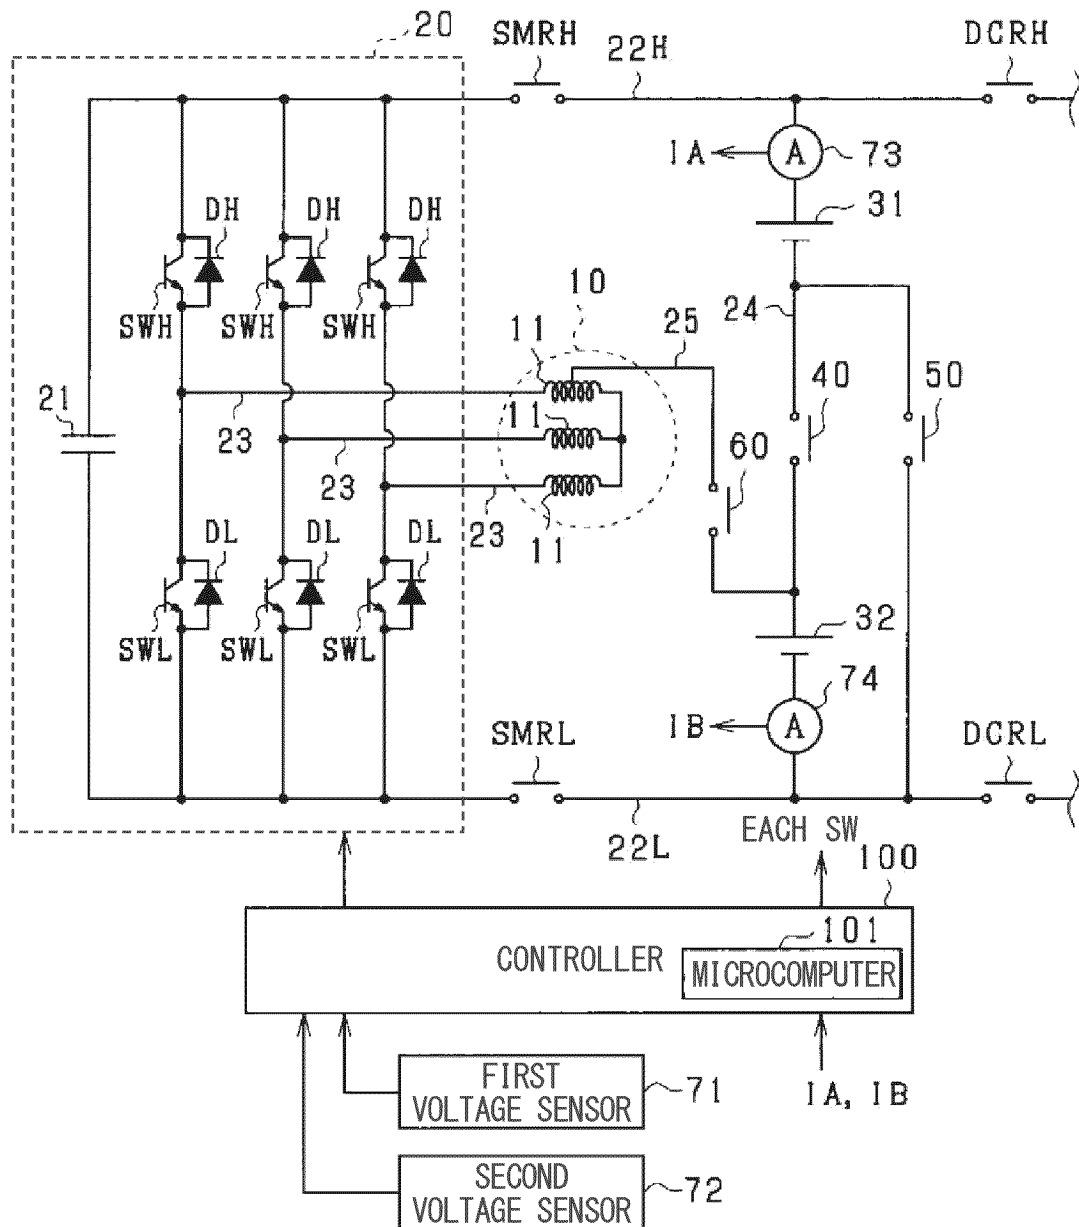 20
SMRH
22H
DCRH
IA
A
73
31
DH
DH
DH
SWH
SWH
SWH
10
24
25
11
40
50
21
11
60
23
23
23
11
DL
DL
DL
32
SWL
SWL
SWL
74
IB
A
SMRL
DCRL
22L
EACH SW
100
101
CONTROLLER
MICROCOMPUTER
FIRST
VOLTAGE SENSOR
71
IA, IB
SECOND
VOLTAGE SENSOR
72